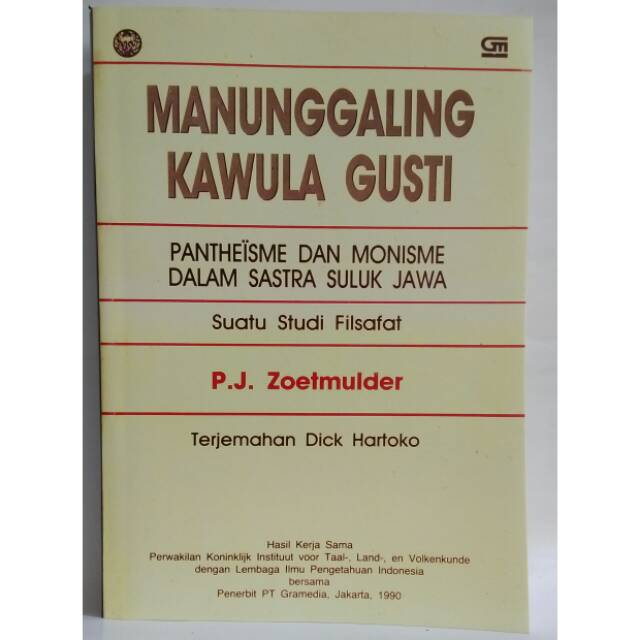 GM
MANUNGGALING
KAWULA GUSTI
PANTHEÏSME DAN MONISME
DALAM SASTRA SULUK JAWA
Suatu Studi Filsafat
P.J. Zoetmulder
Terjemahan Dick Hartoko
Hasil Kerja Sama
Perwakilan Koninklijk Instituut voor Taal-, Land-, en Volkenkunde
dengan Lembaga Ilmu Pengetahuan Indonesia
bersama
Penerbit PT Gramedia, Jakarta, 1990